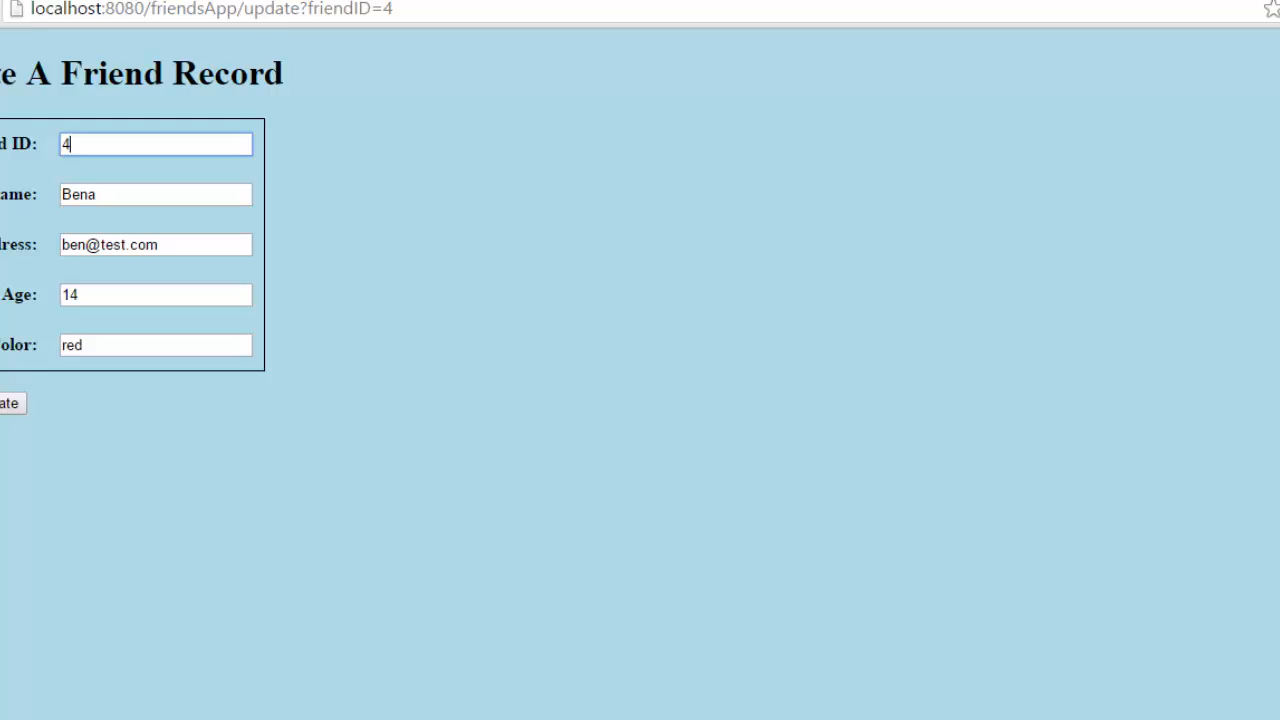 localhost:8080/friendsApp/update?friendID=4
e A Friend Record
d ID: 4
ame: Bena
ress: ben@test.com
Age: 14
olor: red
ate